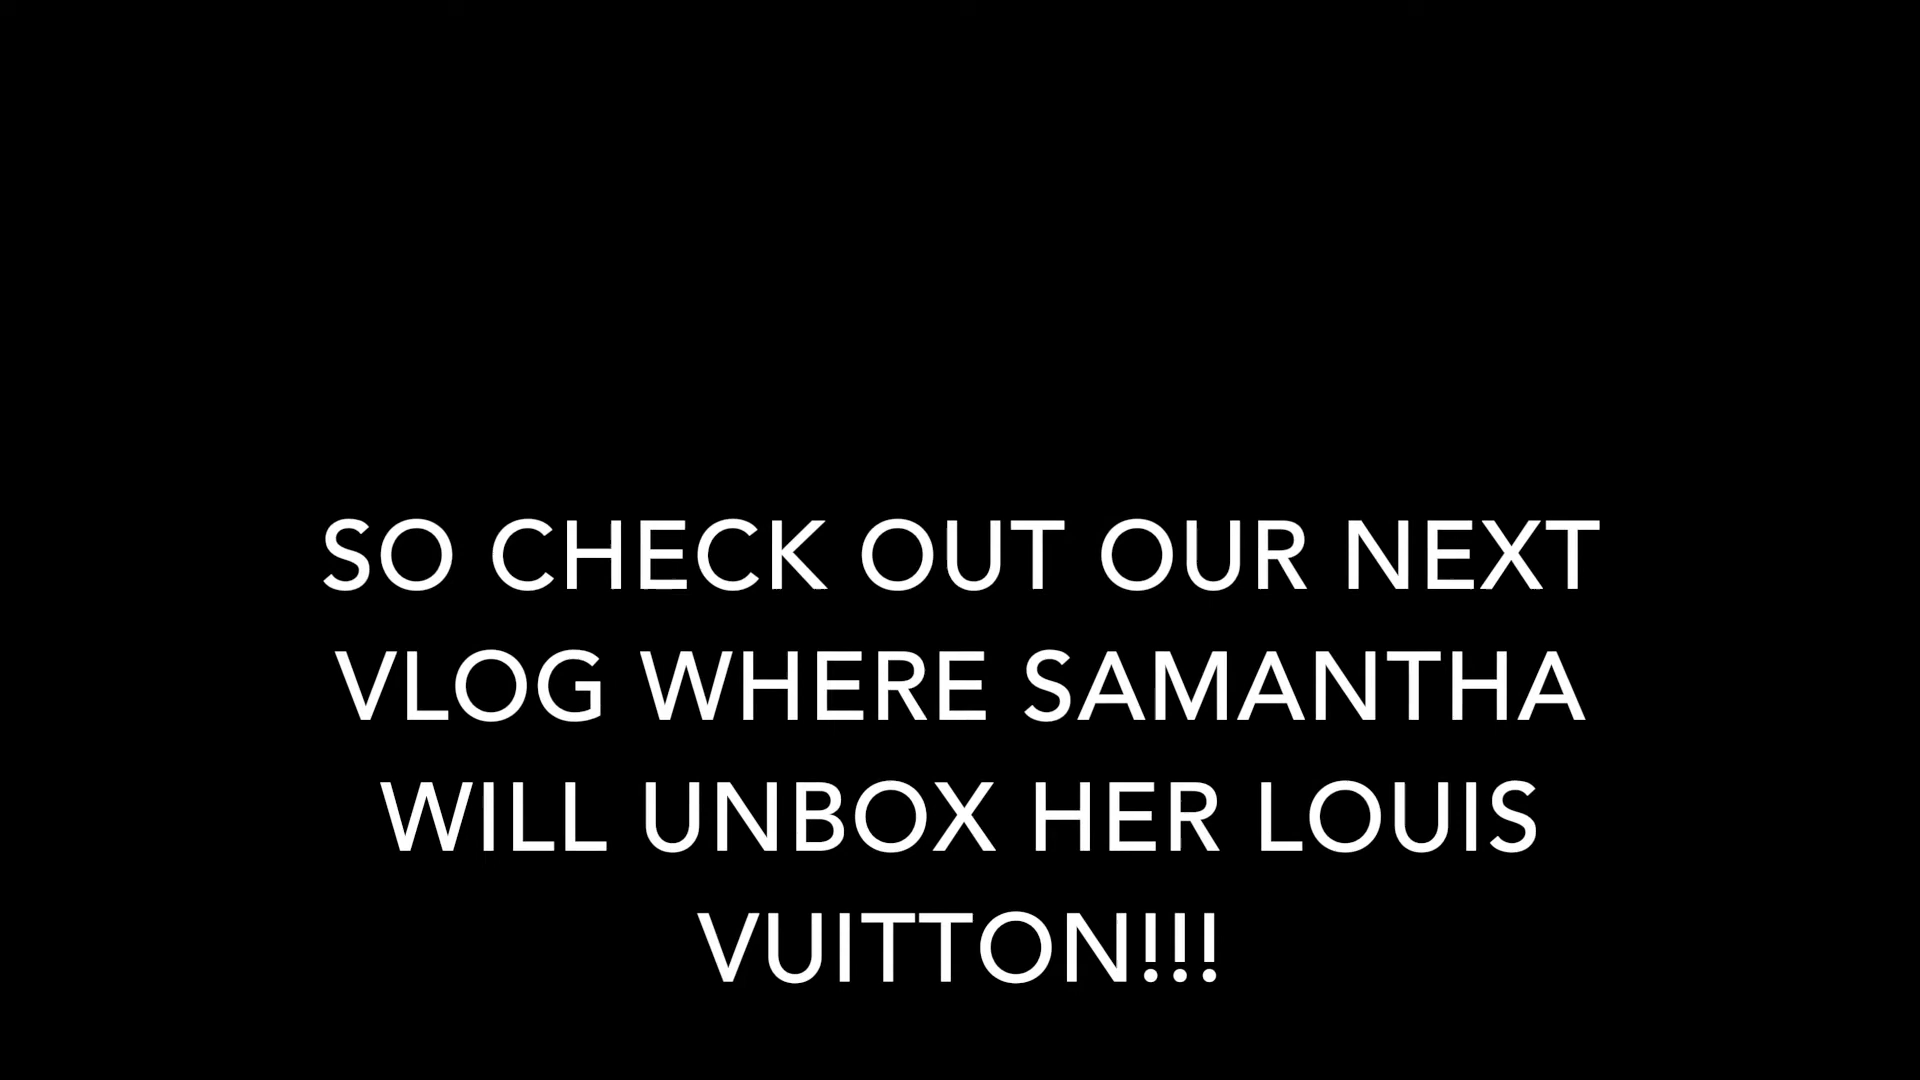 SO CHECK OUT OUR NEXT
VLOG WHERE SAMANTHA
WILL UNBOX HER LOUIS
VUITTON!!!